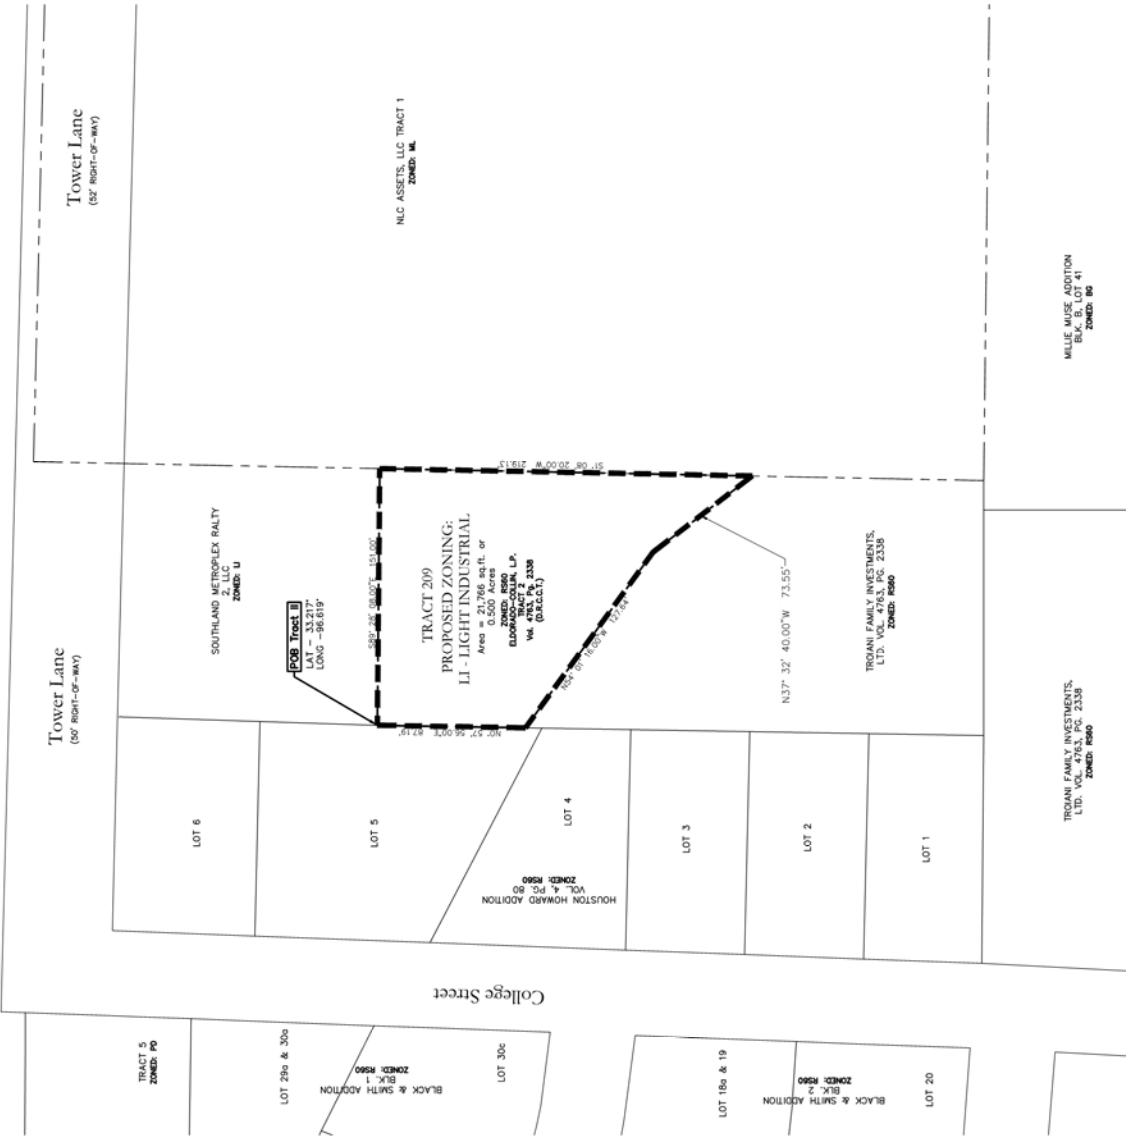 Tower Lane
(52' RIGHT-OF-WAY)
NLC ASSETS, LLC TRACT 1
ZONED: ML
MILLIE MUSE ADDITION
BLK. B, LOT 41
ZONED: BG
Tower Lane
(50' RIGHT-OF-WAY)
SOUTHLAND METROPLEX RALTY
2, LLC
ZONED: LI
POB Tract II
LAT - 33.217°
LONG -96.619°
S89° 28' 08.00"E 151.00'
S1° 08' 20.00"W 219.13'
TRACT 209
PROPOSED ZONING:
LI - LIGHT INDUSTRIAL
Area = 21,766 sq.ft. or
0.500 Acres
ZONED: RS60
ELDORADO-COLLIN, L.P.
TRACT 2
Vol. 4763, Pg. 2338
(D.R.C.C.T.)
N0° 57' 56.00"E 87.19'
N54° 01' 16.00"W 127.64'
N37° 32' 40.00"W 73.55'
TROIANI FAMILY INVESTMENTS,
LTD. VOL. 4763, PG. 2338
ZONED: RS60
TROIANI FAMILY INVESTMENTS,
LTD. VOL. 4763, PG. 2338
ZONED: RS60
LOT 6
LOT 5
LOT 4
LOT 3
LOT 2
LOT 1
HOUSTON HOWARD ADDITION
VOL. 4, PG. 80
ZONED: RS60
College Street
TRACT 5
ZONED: PD
LOT 29a & 30a
BLACK & SMITH ADDITION
BLK. 1
ZONED: RS60
LOT 30c
LOT 18a & 19
BLACK & SMITH ADDITION
BLK. 2
ZONED: RS60
LOT 20